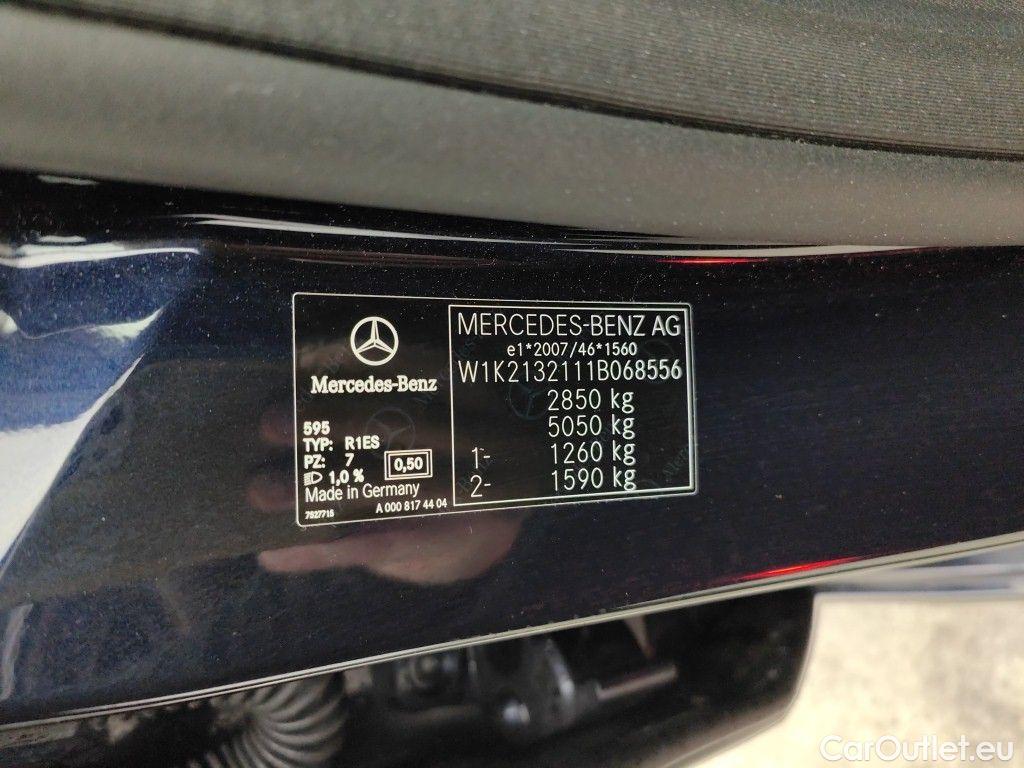 Mercedes-Benz
595
TYP: R1ES
PZ: 7
0,50
1,0 %
Made in Germany
7527715
A 000 817 44 04
MERCEDES-BENZ AG
e1*2007/46*1560
W1K2132111B068556
2850 kg
5050 kg
1- 1260 kg
2- 1590 kg
CarOutlet.eu